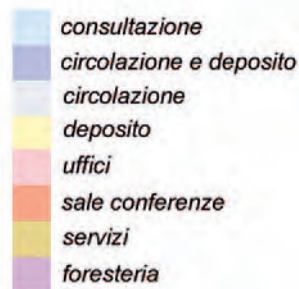 consultazione
circolazione e deposito
circolazione
deposito
uffici
sale conferenze
servizi
foresteria